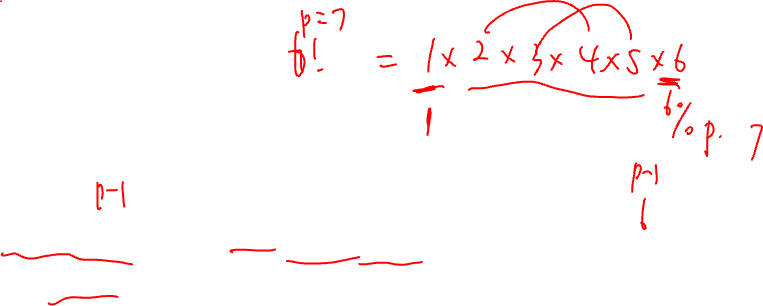 p=7
6! = 1 × 2 × 3 × 4 × 5 × 6
1
6 % p. 7
p-1
p-1
6